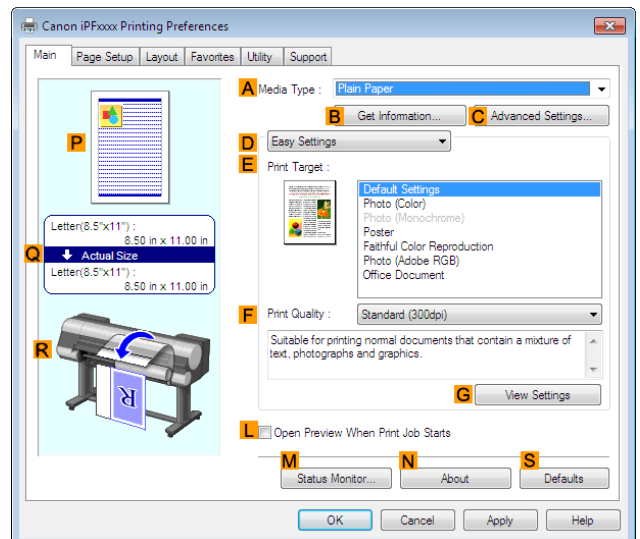 Canon iPFxxxx Printing Preferences
Main Page Setup Layout Favorites Utility Support
A Media Type : Plain Paper
B Get Information... C Advanced Settings...
D Easy Settings
E Print Target :
Default Settings
Photo (Color)
Photo (Monochrome)
Poster
Faithful Color Reproduction
Photo (Adobe RGB)
Office Document
P
Letter(8.5"x11") :
8.50 in x 11.00 in
Q Actual Size
Letter(8.5"x11") :
8.50 in x 11.00 in
R
R
F Print Quality : Standard (300dpi)
Suitable for printing normal documents that contain a mixture of
text, photographs and graphics.
G View Settings
L Open Preview When Print Job Starts
M Status Monitor... N About S Defaults
OK Cancel Apply Help